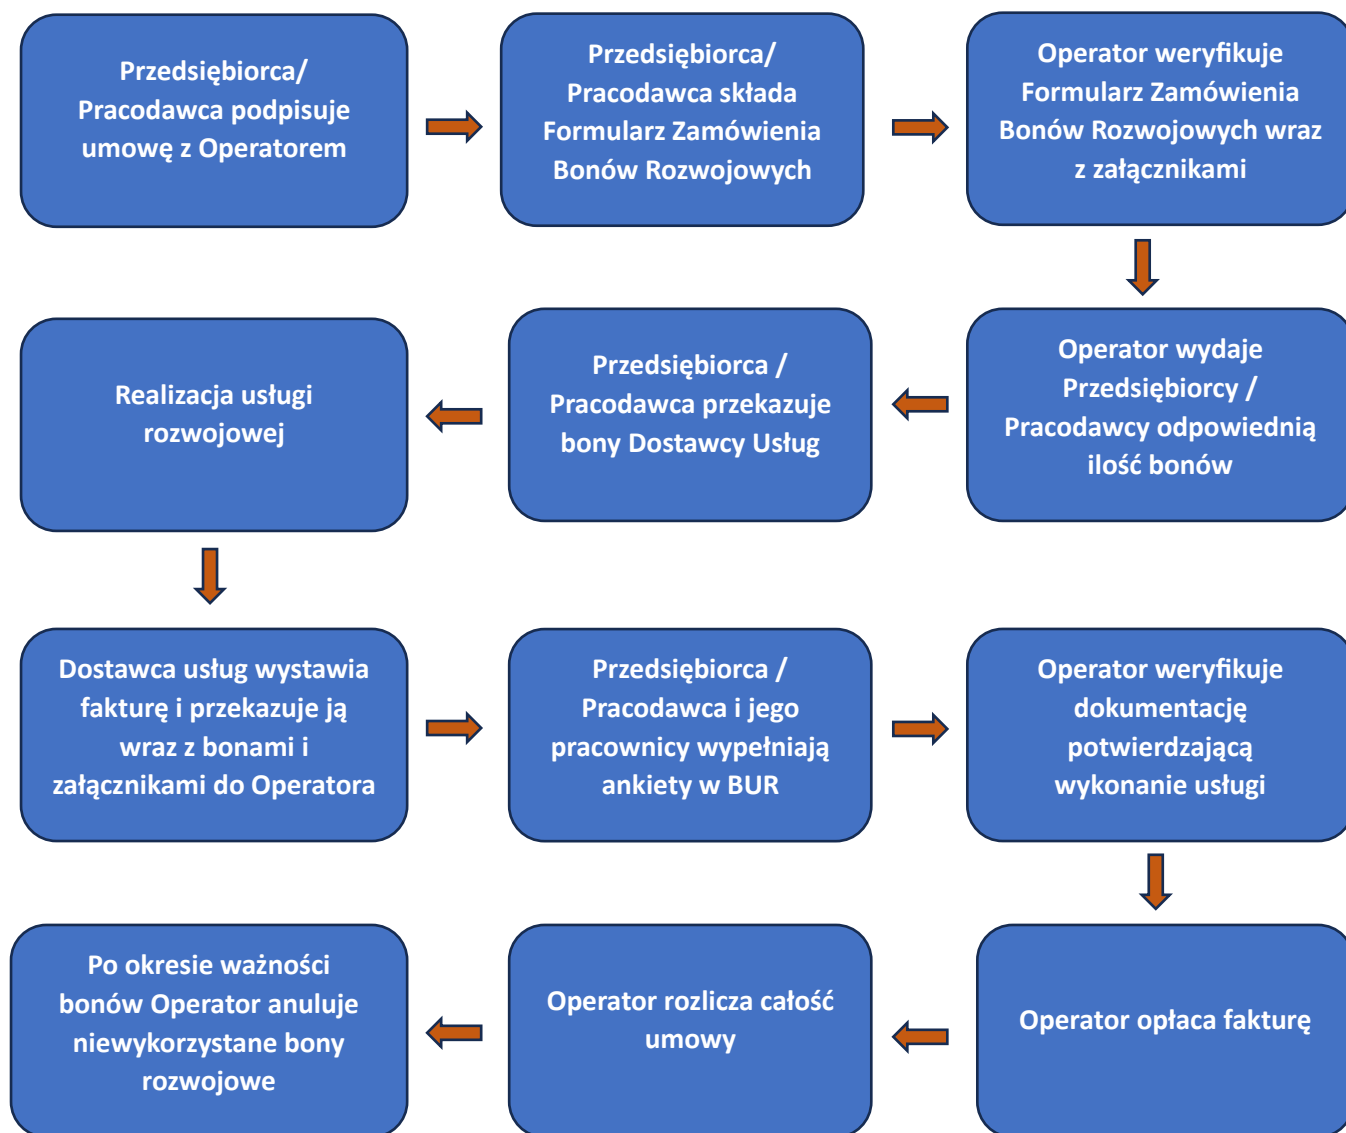 Przedsiębiorca/
Pracodawca podpisuje
umowę z Operatorem
Przedsiębiorca/
Pracodawca składa
Formularz Zamówienia
Bonów Rozwojowych
Operator weryfikuje
Formularz Zamówienia
Bonów Rozwojowych wraz
z załącznikami
Operator wydaje
Przedsiębiorcy /
Pracodawcy odpowiednią
ilość bonów
Przedsiębiorca /
Pracodawca przekazuje
bony Dostawcy Usług
Realizacja usługi
rozwojowej
Dostawca usług wystawia
fakturę i przekazuje ją
wraz z bonami i
załącznikami do Operatora
Przedsiębiorca /
Pracodawca i jego
pracownicy wypełniają
ankiety w BUR
Operator weryfikuje
dokumentację
potwierdzającą
wykonanie usługi
Operator opłaca fakturę
Operator rozlicza całość
umowy
Po okresie ważności
bonów Operator anuluje
niewykorzystane bony
rozwojowe